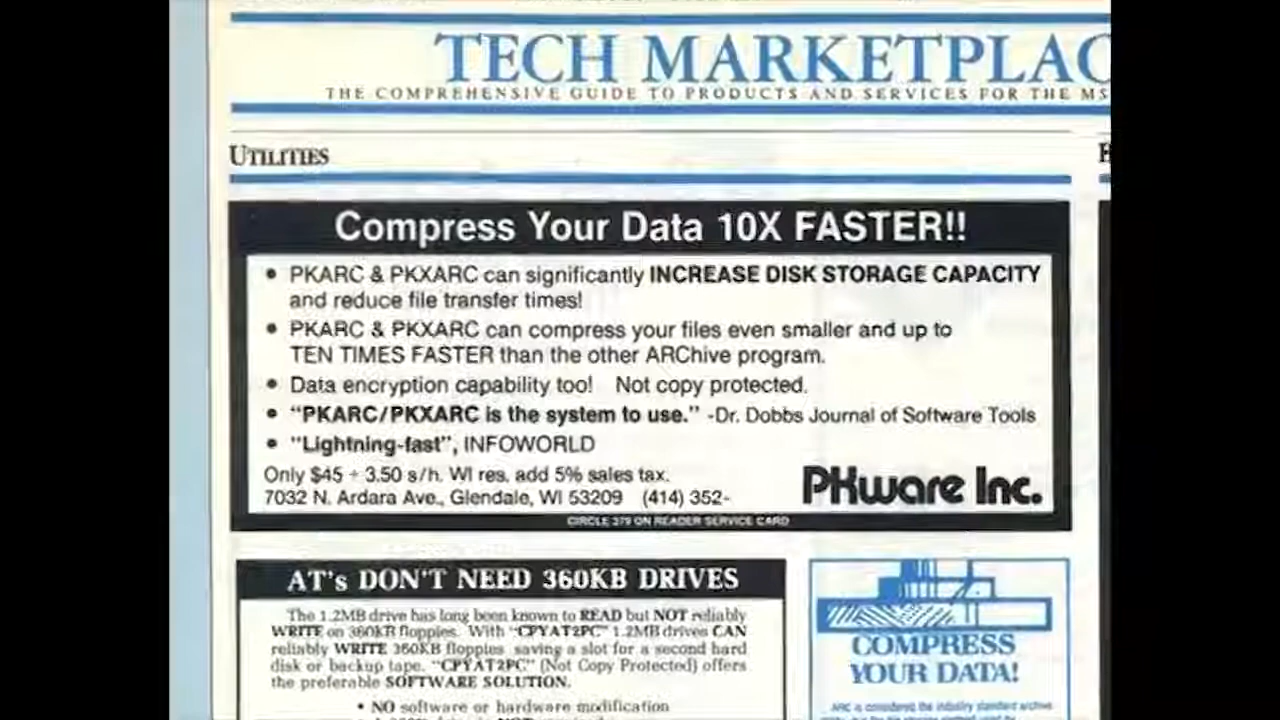 TECH MARKETPLAC
THE COMPREHENSIVE GUIDE TO PRODUCTS AND SERVICES FOR THE MS
UTILITIES
Compress Your Data 10X FASTER!!
• PKARC & PKXARC can significantly INCREASE DISK STORAGE CAPACITY
and reduce file transfer times!
• PKARC & PKXARC can compress your files even smaller and up to
TEN TIMES FASTER than the other ARChive program.
• Data encryption capability too! Not copy protected.
• "PKARC/PKXARC is the system to use." -Dr. Dobbs Journal of Software Tools
• "Lightning-fast", INFOWORLD
Only $45 + 3.50 s/h. WI res. add 5% sales tax.
7032 N. Ardara Ave., Glendale, WI 53209 (414) 352-
PKware Inc.
CIRCLE 379 ON READER SERVICE CARD
AT's DON'T NEED 360KB DRIVES
The 1.2MB drive has long been known to READ but NOT reliably
WRITE on 360KB floppies. With "CPYAT2PC" 1.2MB drives CAN
reliably WRITE 360KB floppies saving a slot for a second hard
disk or backup tape. "CPYAT2PC" (Not Copy Protected) offers
the preferable SOFTWARE SOLUTION.
• NO software or hardware modification
COMPRESS
YOUR DATA!
ARC is considered the industry standard archive